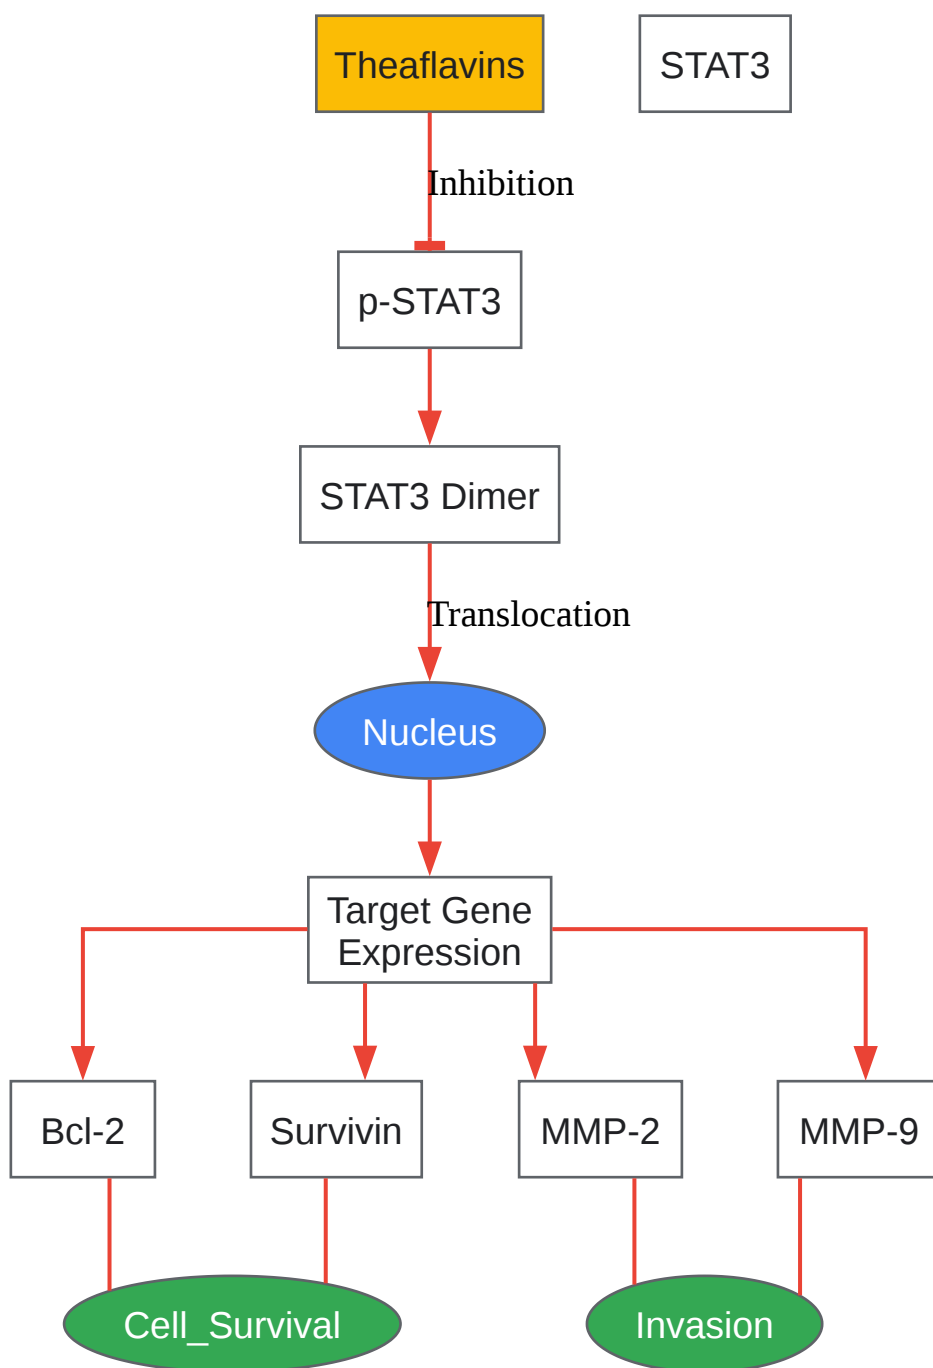 Theaflavins
STAT3
Inhibition
p-STAT3
STAT3 Dimer
Translocation
Nucleus
Target Gene
Expression
Bcl-2
Survivin
MMP-2
MMP-9
Cell_Survival
Invasion